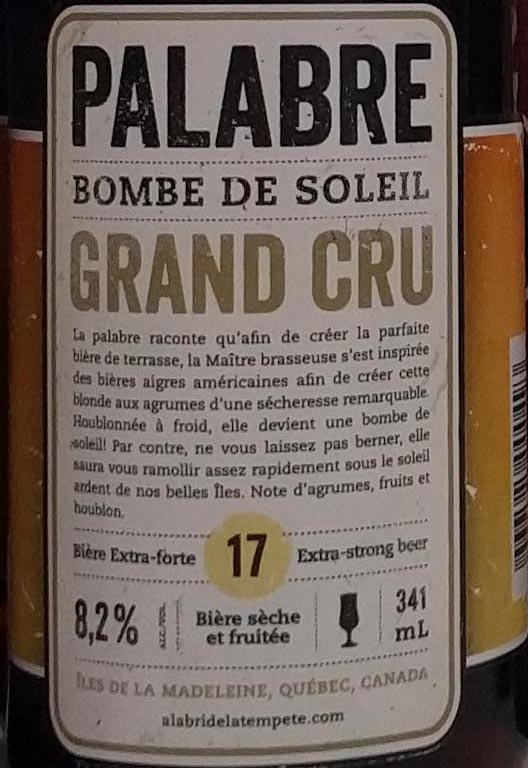 PALABRE
BOMBE DE SOLEIL
GRAND CRU
La palabre raconte qu'afin de créer la parfaite
bière de terrasse, la Maître brasseuse s'est inspirée
des bières aigres américaines afin de créer cette
blonde aux agrumes d'une sécheresse remarquable.
Houblonnée à froid, elle devient une bombe de
soleil! Par contre, ne vous laissez pas berner, elle
saura vous ramollir assez rapidement sous le soleil
ardent de nos belles Îles. Note d'agrumes, fruits et
houblon.
Bière Extra-forte 17 Extra-strong beer
8,2% ALC./VOL. Bière sèche et fruitée 341 mL
ÎLES DE LA MADELEINE, QUÉBEC, CANADA
alabridelatempete.com